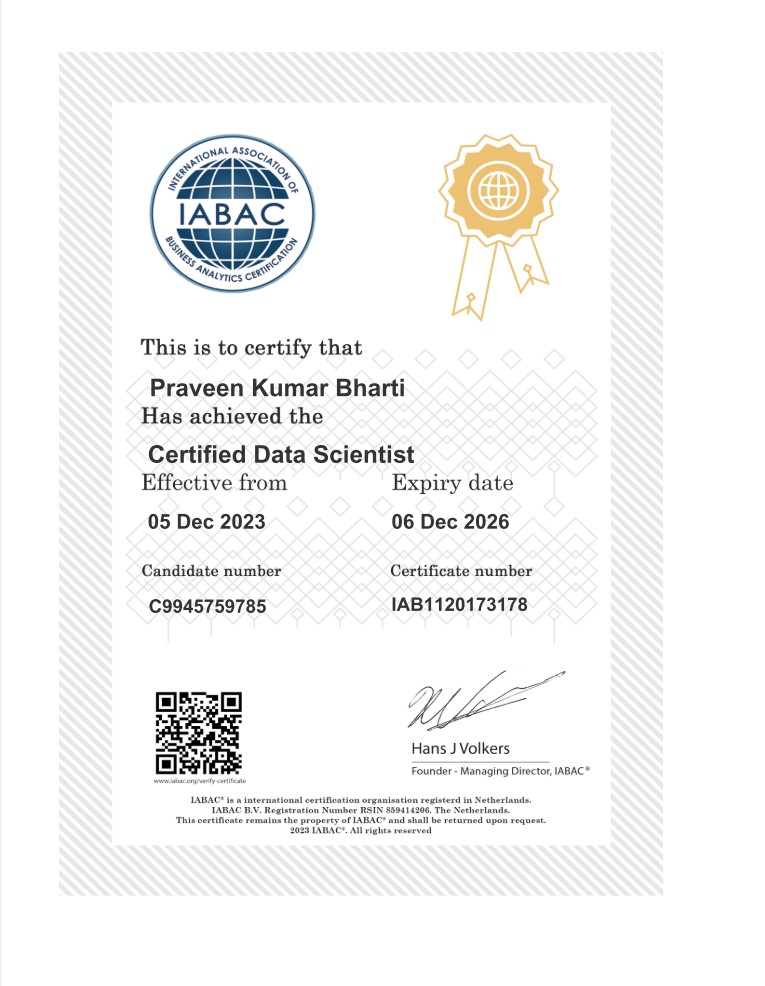 INTERNATIONAL ASSOCIATION OF
IABAC
BUSINESS ANALYTICS CERTIFICATION
This is to certify that
Praveen Kumar Bharti
Has achieved the
Certified Data Scientist
Effective from
Expiry date
05 Dec 2023
06 Dec 2026
Candidate number
Certificate number
C9945759785
IAB1120173178
www.iabac.org/verify-certificate
Hans J Volkers
Founder - Managing Director, IABAC®
IABAC® is a international certification organisation registerd in Netherlands.
IABAC B.V. Registration Number RSIN 859414206. The Netherlands.
This certificate remains the property of IABAC® and shall be returned upon request.
2023 IABAC®. All rights reserved